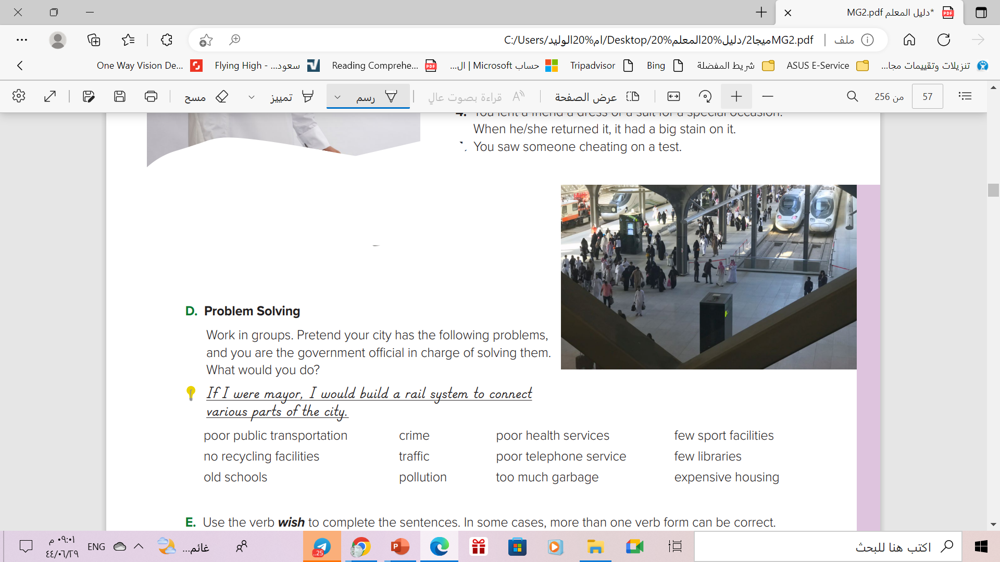 *دليل المعلم MG2.pdf
ملف
C:/Users/ام%20الوليد/Desktop/ميجا2/دليل%20المعلم%20MG2.pdf
تنزيلات وتقييمات مجا...
ASUS E-Service
شريط المفضلة
Bing
Tripadvisor
حساب Microsoft | ال...
Reading Comprehe...
Flying High - سعود...
One Way Vision De...
57
من 256
عرض الصفحة
قراءة بصوت عالٍ
رسم
تمييز
مسح
4. You lent a friend a dress or a suit for a special occasion.
When he/she returned it, it had a big stain on it.
You saw someone cheating on a test.
D. Problem Solving
Work in groups. Pretend your city has the following problems,
and you are the government official in charge of solving them.
What would you do?
If I were mayor, I would build a rail system to connect
various parts of the city.
poor public transportation crime poor health services few sport facilities
no recycling facilities traffic poor telephone service few libraries
old schools pollution too much garbage expensive housing
E. Use the verb wish to complete the sentences. In some cases, more than one verb form can be correct.
اكتب هنا للبحث
25..
غائم...
ENG
٠٩:٠١ م
٤٤/٠٦/٢٩